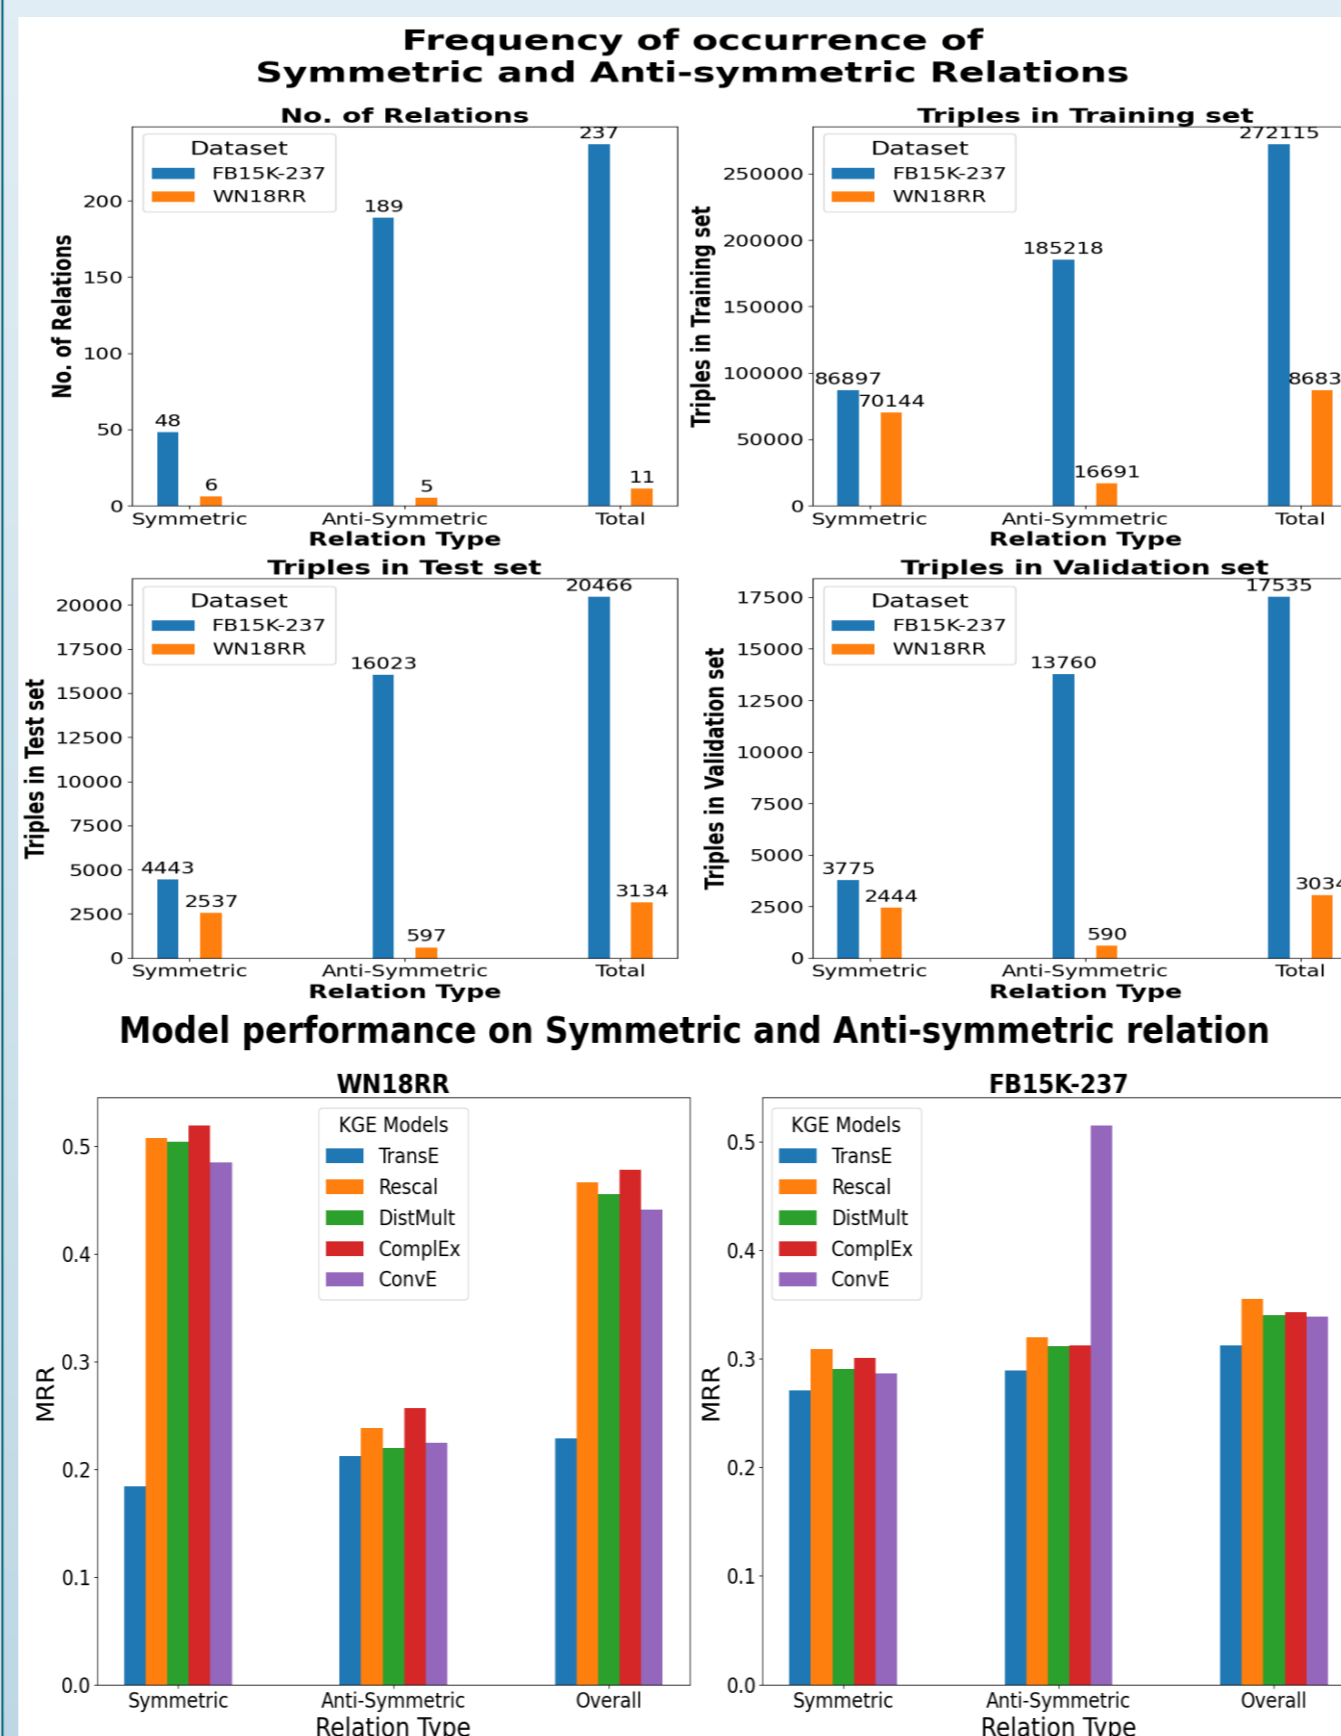 Frequency of occurrence of
Symmetric and Anti-symmetric Relations
No. of Relations
Dataset
FB15K-237
WN18RR
No. of Relations
200
150
100
50
0
48
6
189
5
237
11
Symmetric
Anti-Symmetric
Total
Relation Type
Triples in Training set
Dataset
FB15K-237
WN18RR
Triples in Training set
250000
200000
150000
100000
50000
0
86897
70144
185218
16691
272115
8683
Symmetric
Anti-Symmetric
Total
Relation Type
Triples in Test set
Dataset
FB15K-237
WN18RR
Triples in Test set
20000
17500
15000
12500
10000
7500
5000
2500
0
4443
2537
16023
597
20466
3134
Symmetric
Anti-Symmetric
Total
Relation Type
Triples in Validation set
Dataset
FB15K-237
WN18RR
Triples in Validation set
17500
15000
12500
10000
7500
5000
2500
0
3775
2444
13760
590
17535
3034
Symmetric
Anti-Symmetric
Total
Relation Type
Model performance on Symmetric and Anti-symmetric relation
WN18RR
KGE Models
TransE
Rescal
DistMult
ComplEx
ConvE
MRR
0.5
0.4
0.3
0.2
0.1
0.0
Symmetric
Anti-Symmetric
Overall
Relation Type
FB15K-237
KGE Models
TransE
Rescal
DistMult
ComplEx
ConvE
MRR
0.5
0.4
0.3
0.2
0.1
0.0
Symmetric
Anti-Symmetric
Overall
Relation Type